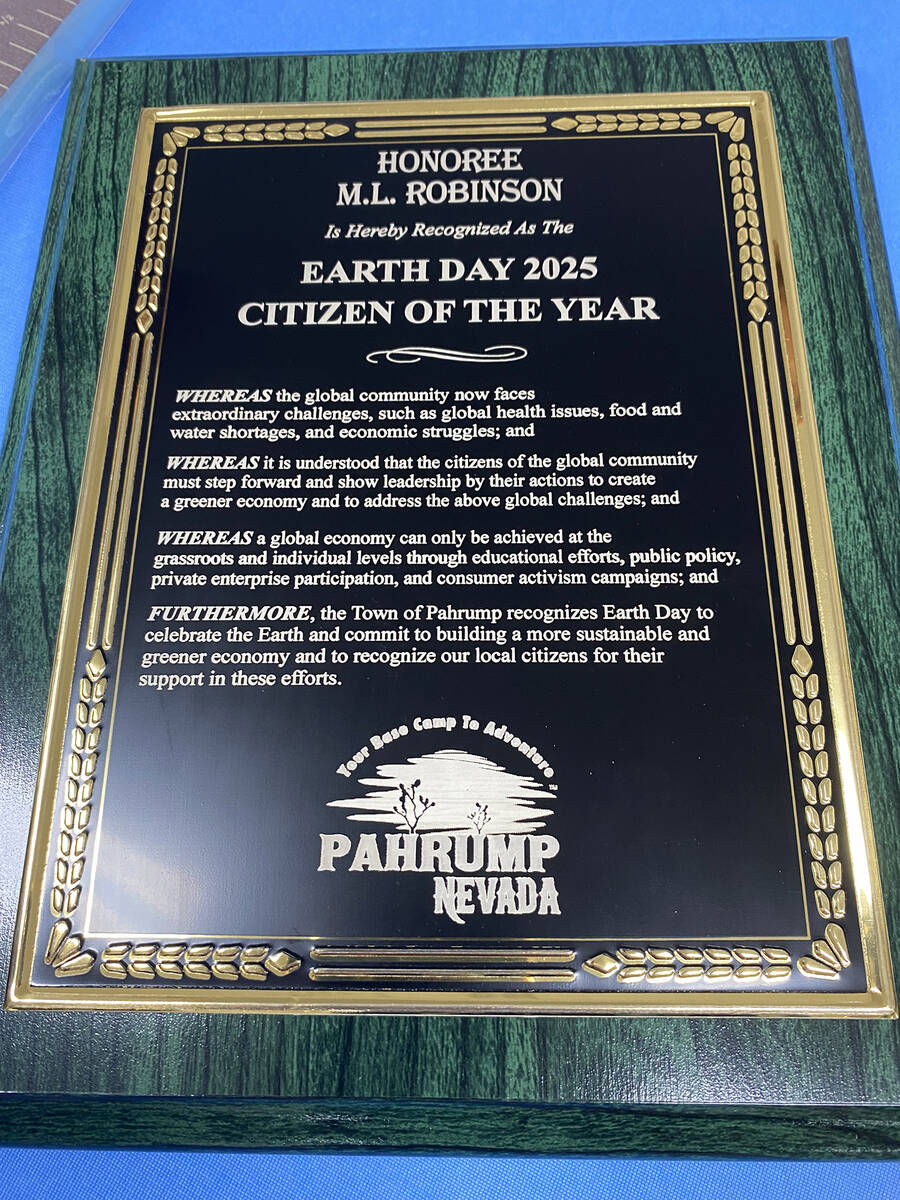 HONOREE
M.L. ROBINSON
Is Hereby Recognized As The
EARTH DAY 2025
CITIZEN OF THE YEAR
WHEREAS the global community now faces
extraordinary challenges, such as global health issues, food and
water shortages, and economic struggles; and
WHEREAS it is understood that the citizens of the global community
must step forward and show leadership by their actions to create
a greener economy and to address the above global challenges; and
WHEREAS a global economy can only be achieved at the
grassroots and individual levels through educational efforts, public policy,
private enterprise participation, and consumer activism campaigns; and
FURTHERMORE, the Town of Pahrump recognizes Earth Day to
celebrate the Earth and commit to building a more sustainable and
greener economy and to recognize our local citizens for their
support in these efforts.
Your Base Camp To Adventure™
PAHRUMP
NEVADA